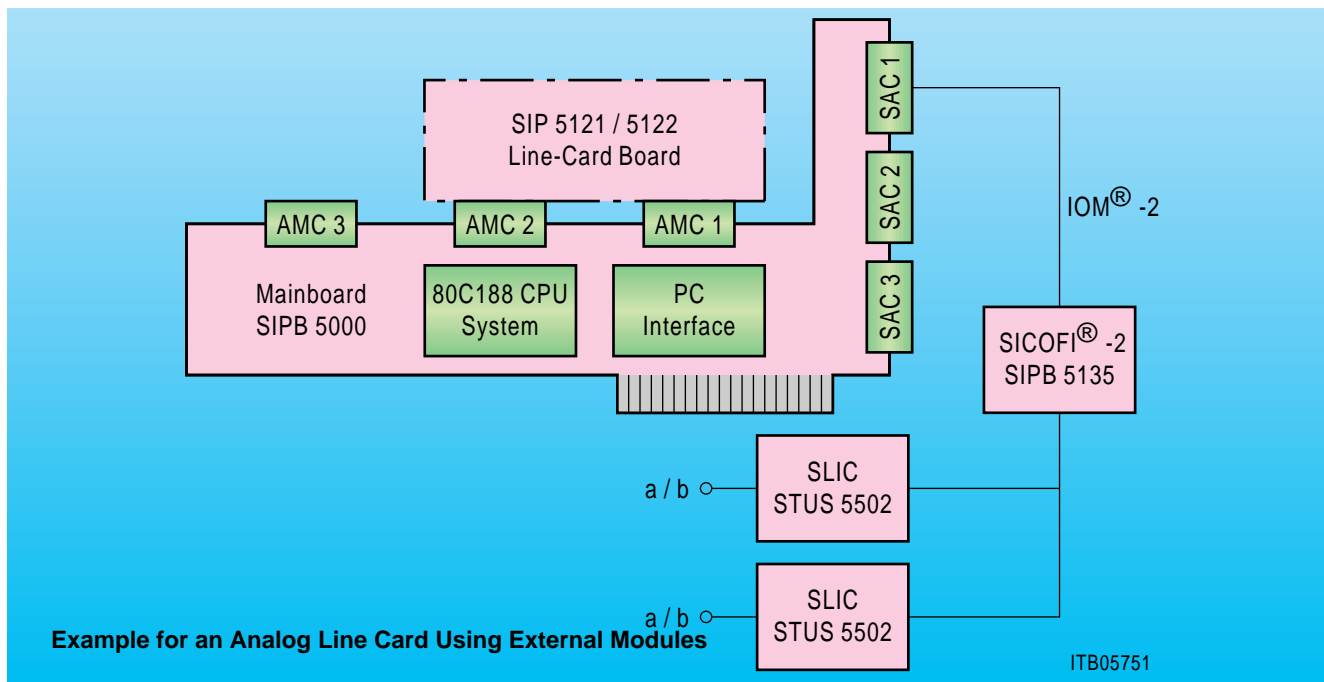 SIP 5121 / 5122
Line-Card Board
SAC 1
SAC 2
SAC 3
IOM® -2
AMC 3
AMC 2
AMC 1
Mainboard
SIPB 5000
80C188 CPU
System
PC
Interface
SICOFI® -2
SIPB 5135
a / b
SLIC
STUS 5502
a / b
SLIC
STUS 5502
Example for an Analog Line Card Using External Modules
ITB05751